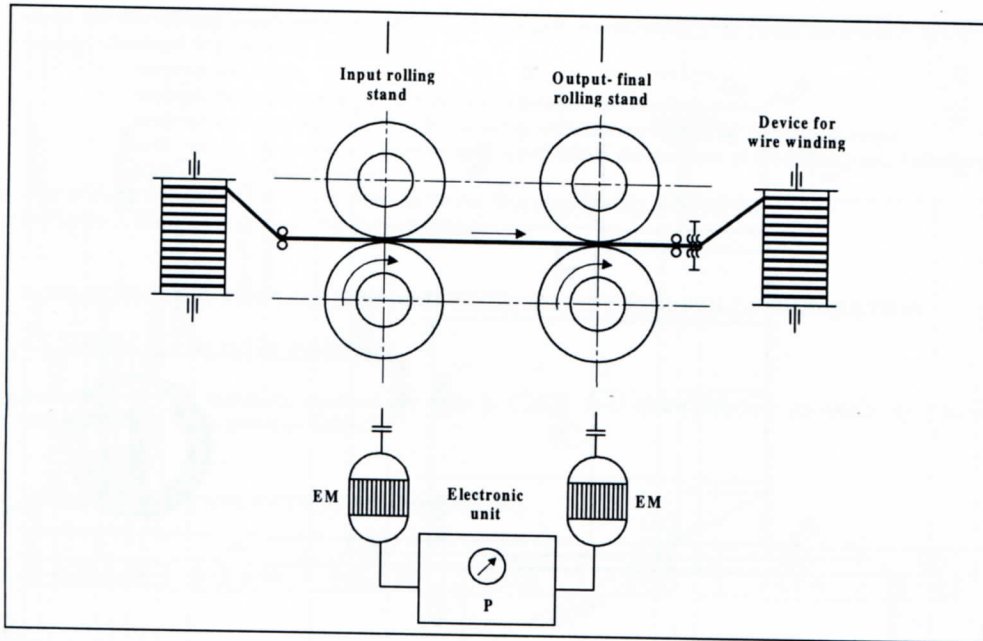 Input rolling
stand
Output- final
rolling stand
Device for
wire winding
EM
Electronic
unit
EM
P